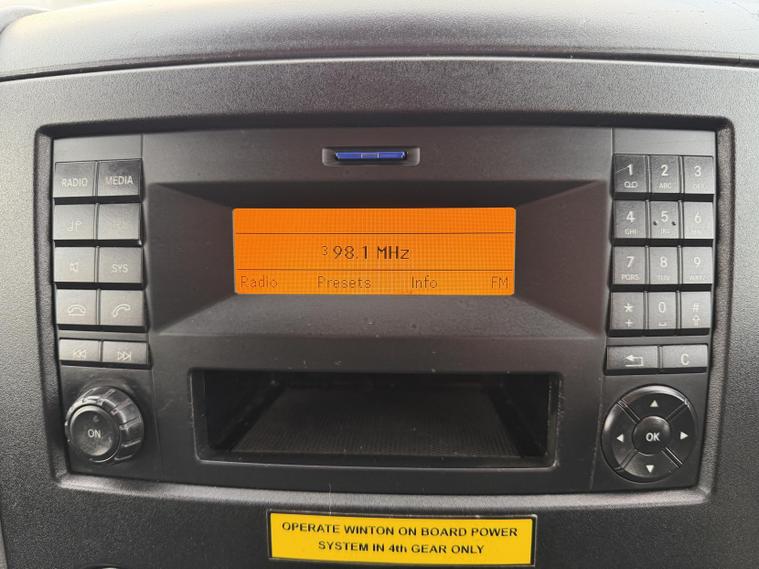 RADIO MEDIA
SYS
ON
3 98.1 MHz
Radio Presets Info FM
1 2 3
ABC DEF
4 5 6
GHI JKL
7 8 9
PQRS TUV WXYZ
* 0 #
+
C
OK
OPERATE WINTON ON BOARD POWER
SYSTEM IN 4th GEAR ONLY